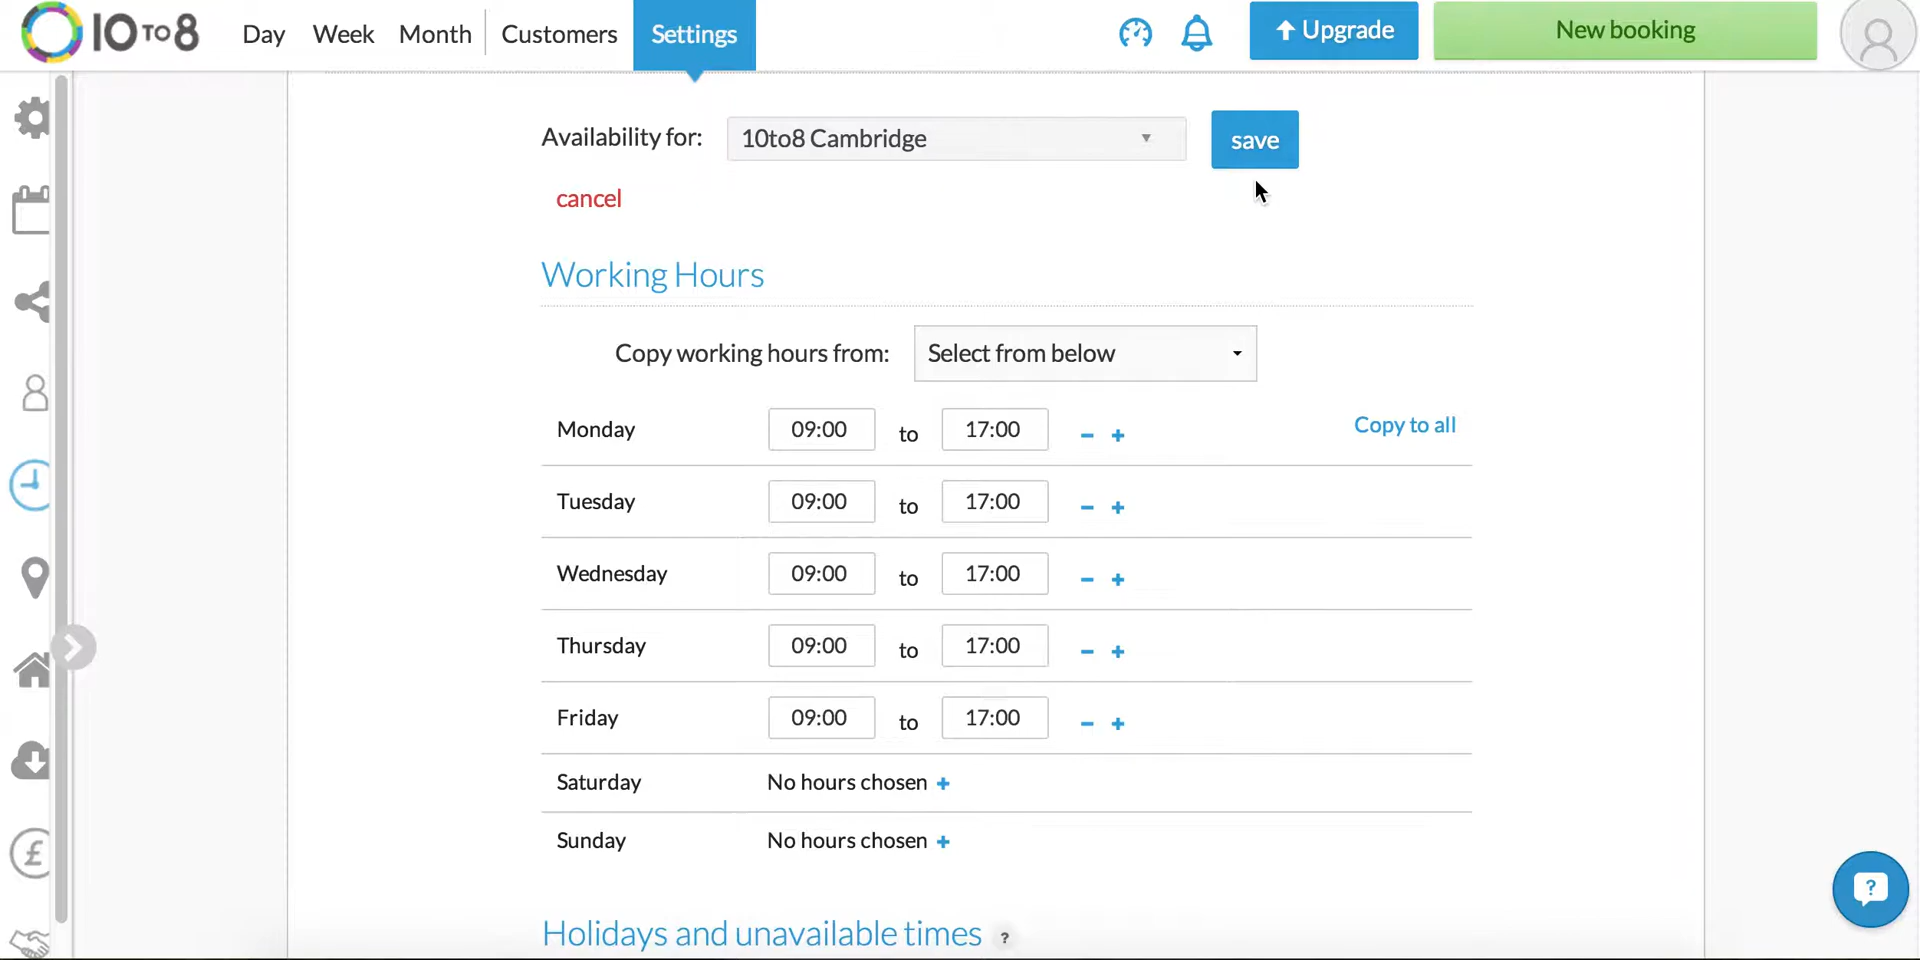 10TO8 Day Week Month Customers Settings Upgrade New booking
Availability for: 10to8 Cambridge save
cancel
Working Hours
Copy working hours from: Select from below
Monday 09:00 to 17:00 - + Copy to all
Tuesday 09:00 to 17:00 - +
Wednesday 09:00 to 17:00 - +
Thursday 09:00 to 17:00 - +
Friday 09:00 to 17:00 - +
Saturday No hours chosen +
Sunday No hours chosen +
£
?
Holidays and unavailable times ?